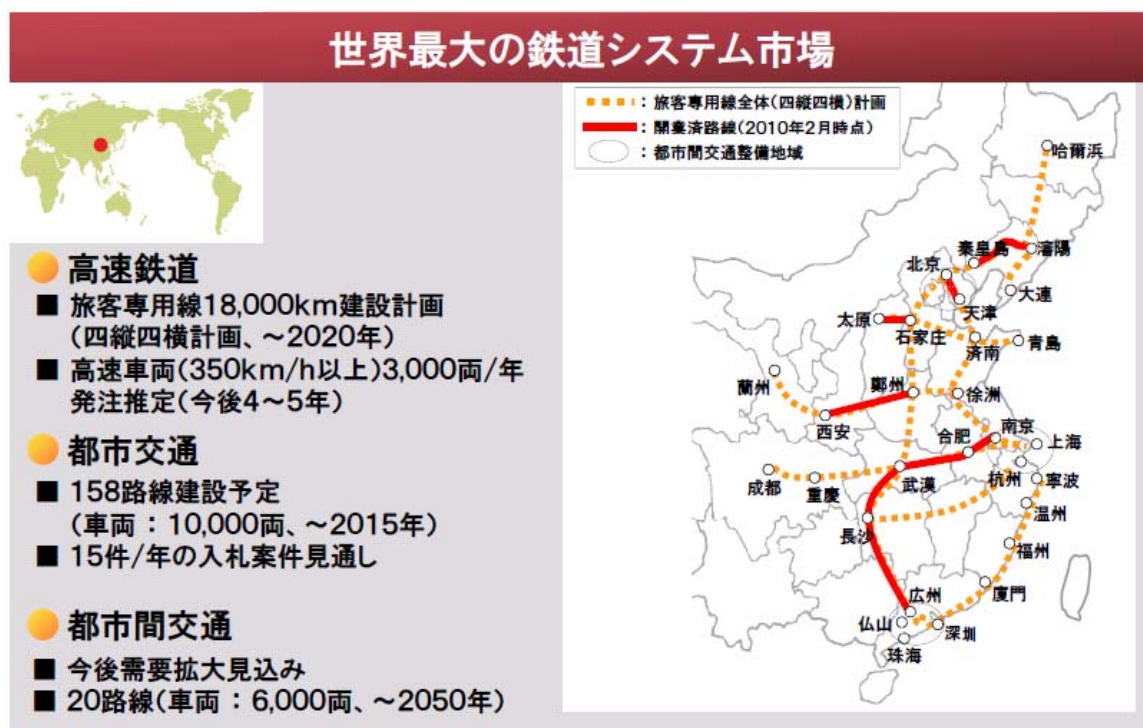 世界最大の鉄道システム市場
高速鉄道
■ 旅客専用線18,000km建設計画
(四縦四横計画、～2020年)
■ 高速車両(350km/h以上)3,000両/年
発注推定(今後4～5年)
都市交通
■ 158路線建設予定
(車両：10,000両、～2015年)
■ 15件/年の入札案件見通し
都市間交通
■ 今後需要拡大見込み
■ 20路線(車両：6,000両、～2050年)
：旅客専用線全体(四縦四横)計画
：開業済路線(2010年2月時点)
：都市間交通整備地域
哈爾浜
秦皇島
瀋陽
北京
大連
天津
太原
石家庄
済南
青島
蘭州
鄭州
徐洲
西安
合肥
南京
上海
成都
重慶
武漢
杭州
寧波
温州
長沙
福州
広州
廈門
仏山
深圳
珠海